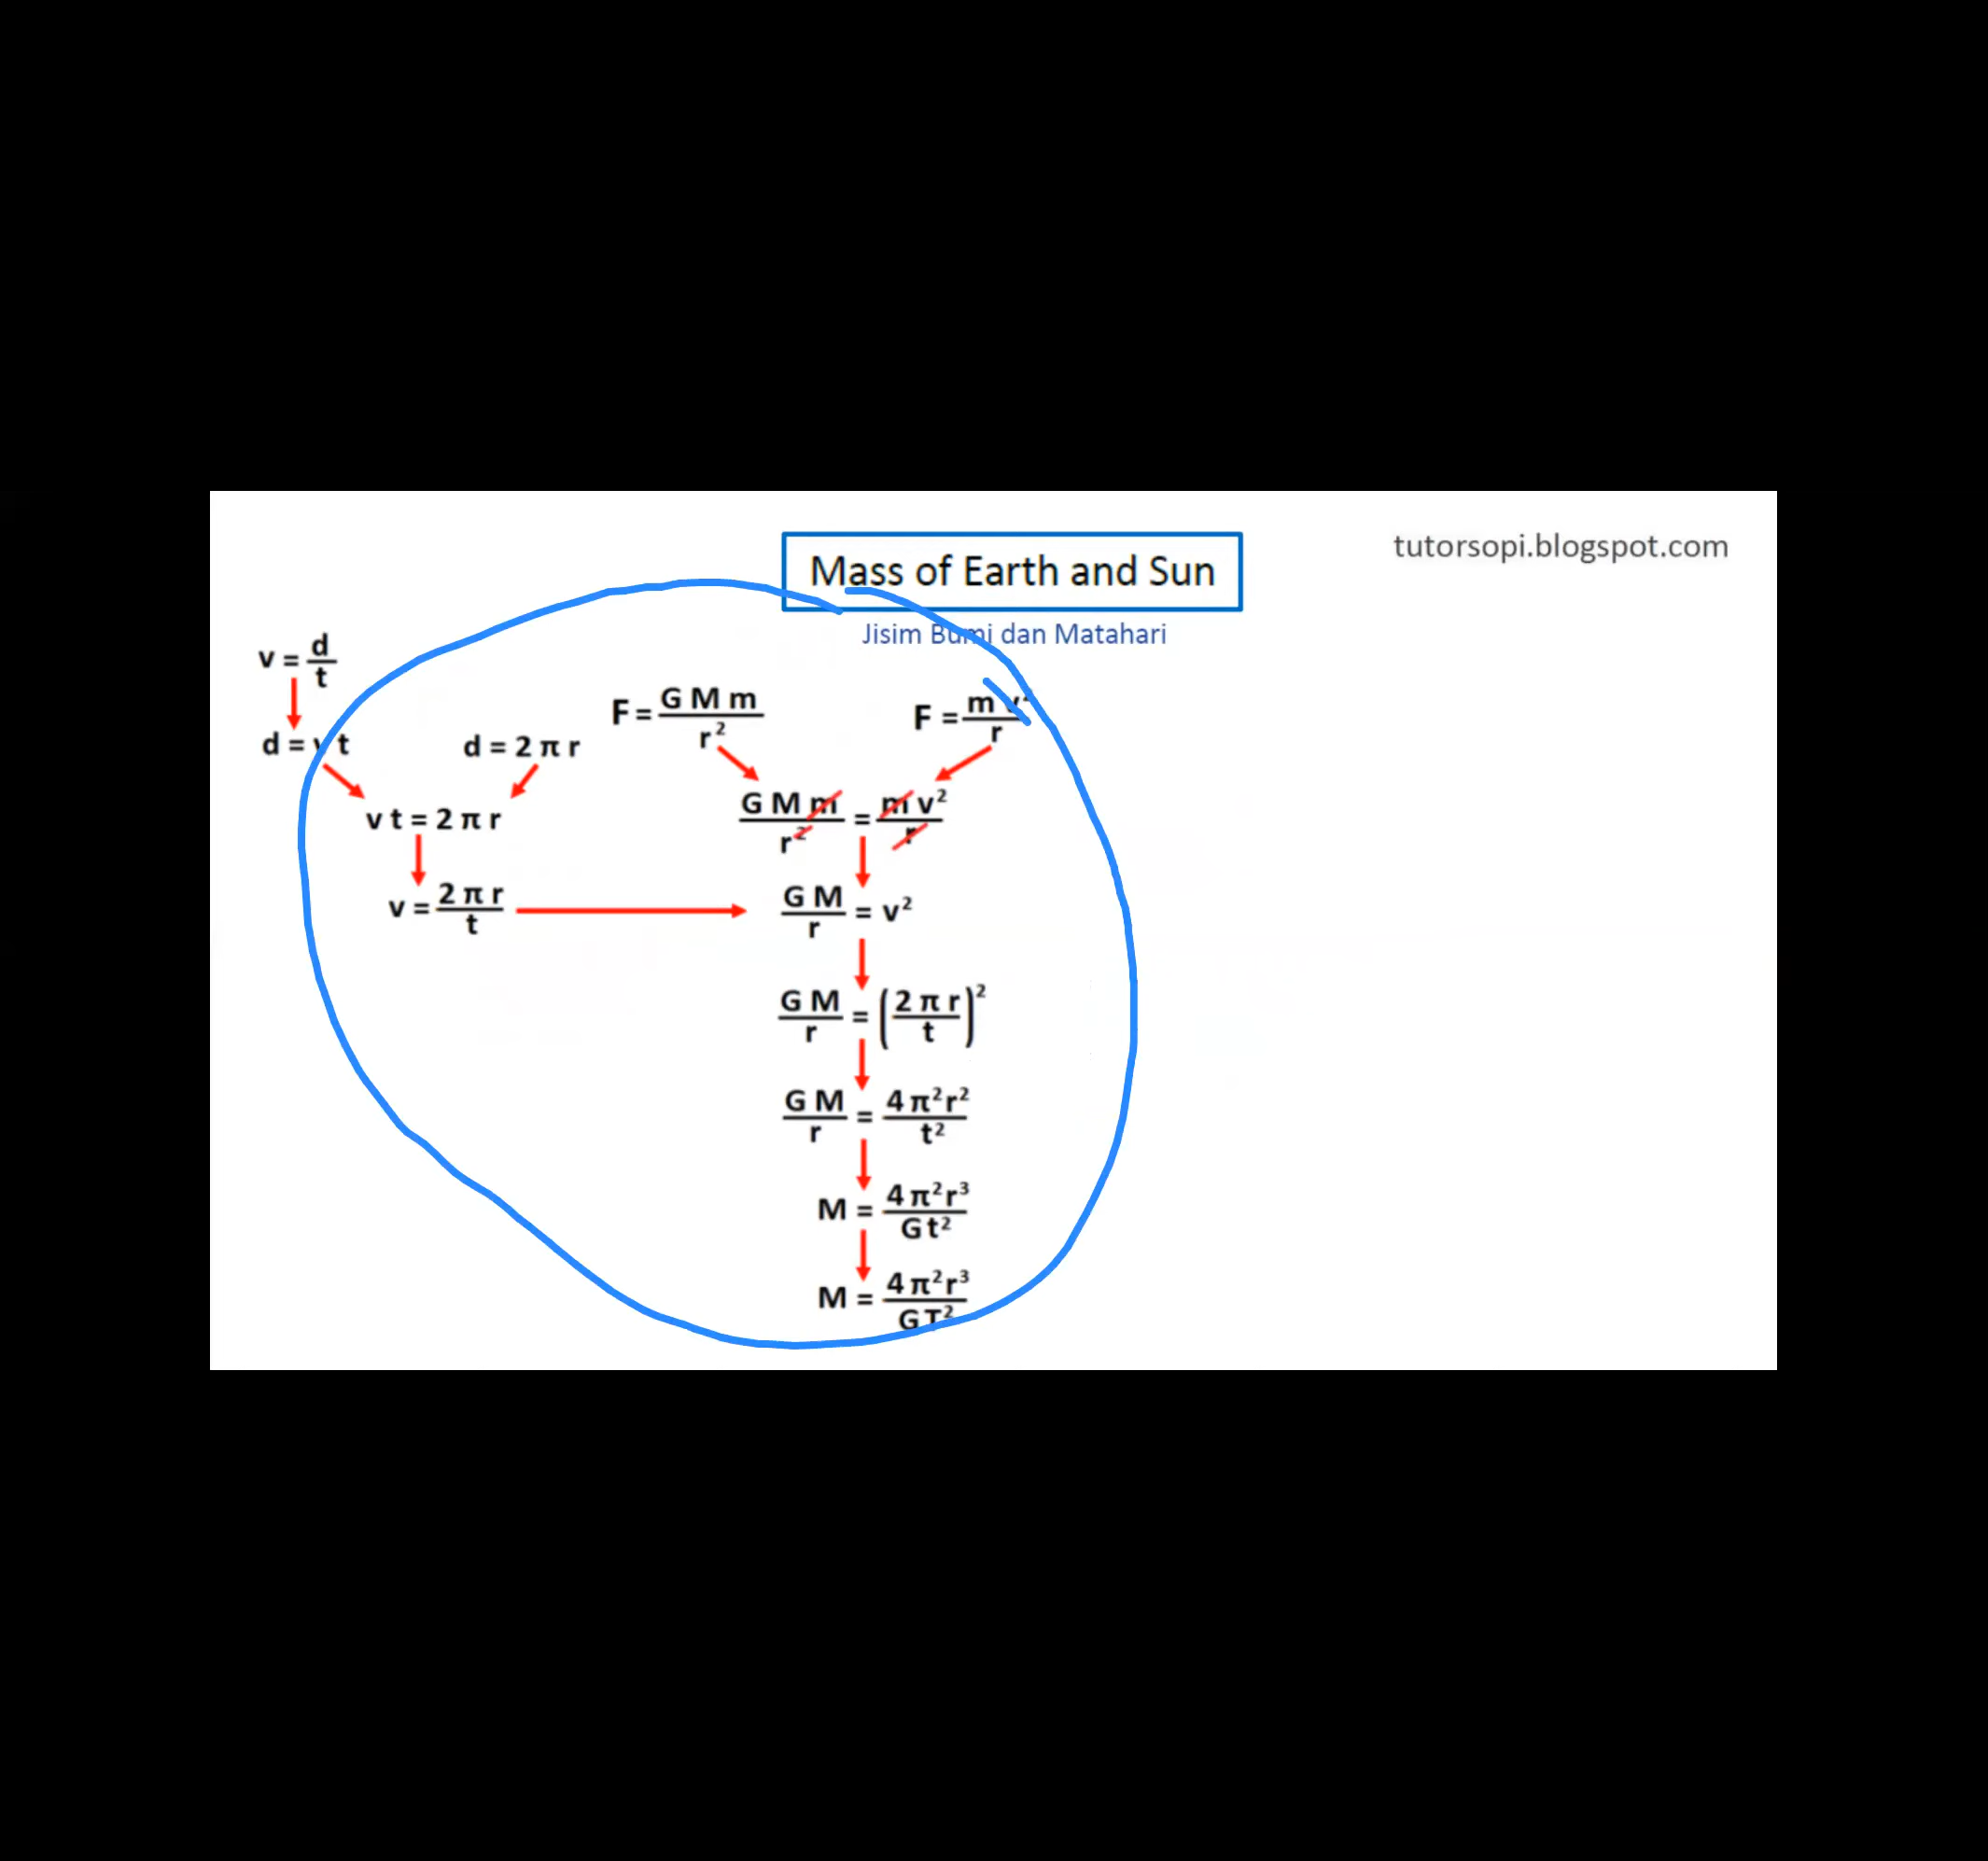 tutorsopi.blogspot.com
Mass of Earth and Sun
Jisim Bumi dan Matahari
v = d/t
d = v t
d = 2 π r
v t = 2 π r
v = 2 π r / t
F = G M m / r²
F = m v² / r
G M m / r² = m v² / r
G M / r = v²
G M / r = (2 π r / t)²
G M / r = 4 π² r² / t²
M = 4 π² r³ / G t²
M = 4 π² r³ / G T²